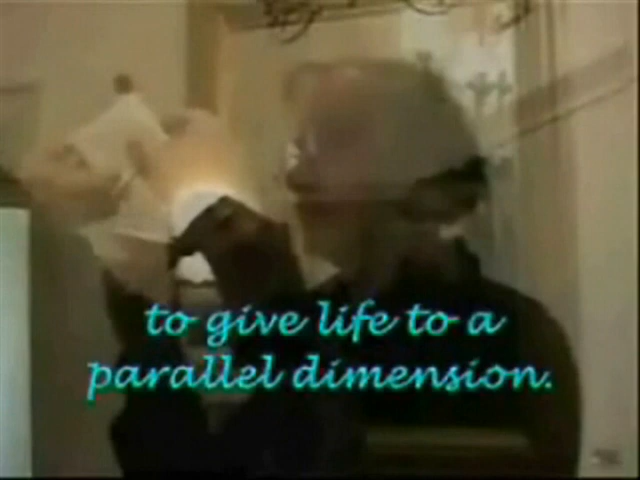 to give life to a
parallel dimension.